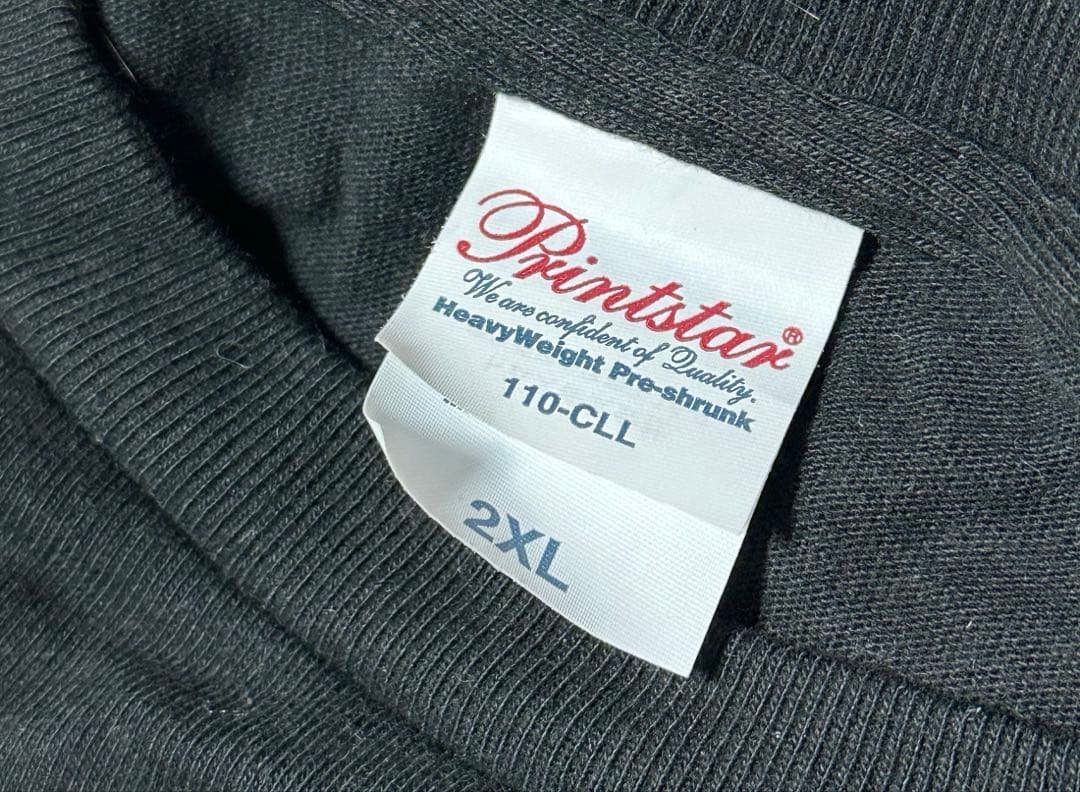 Printstar®
We are confident of Quality.
HeavyWeight Pre-shrunk
110-CLL
2XL